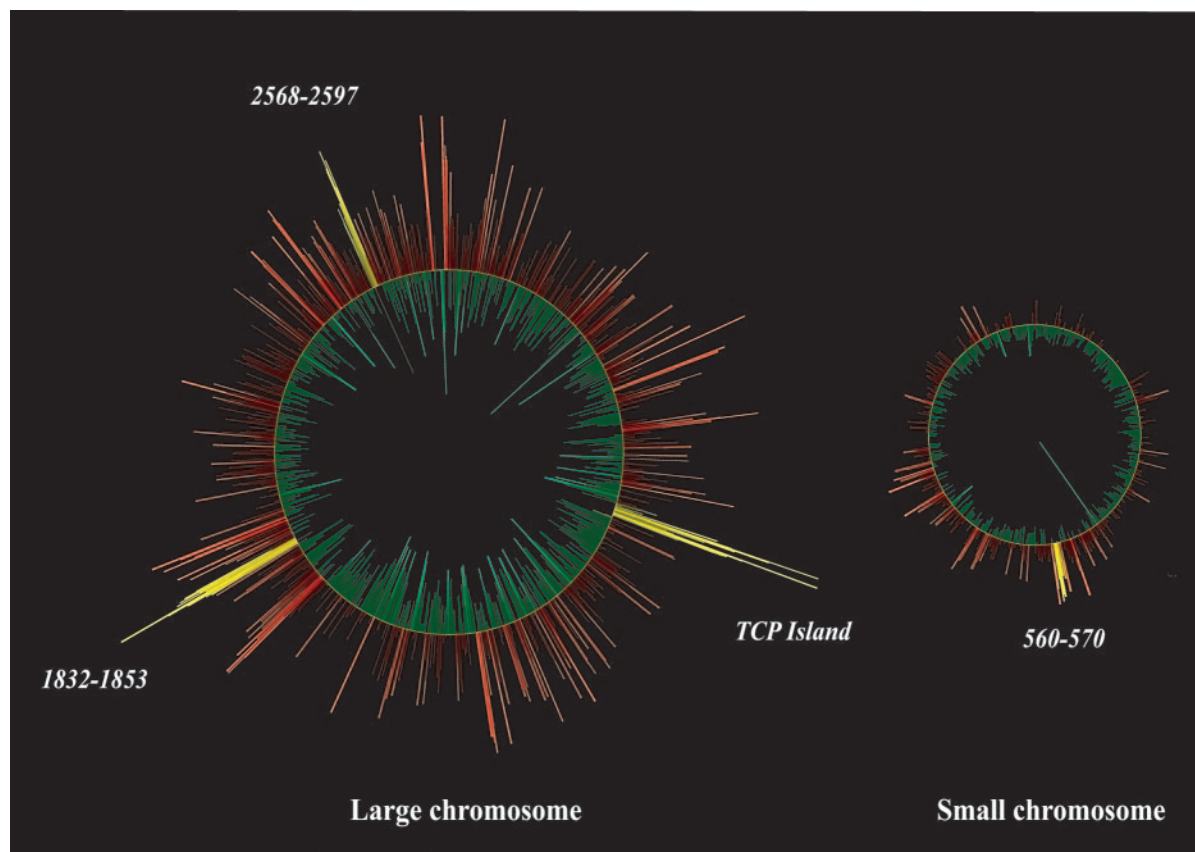 2568-2597
TCP Island
560-570
1832-1853
Large chromosome
Small chromosome